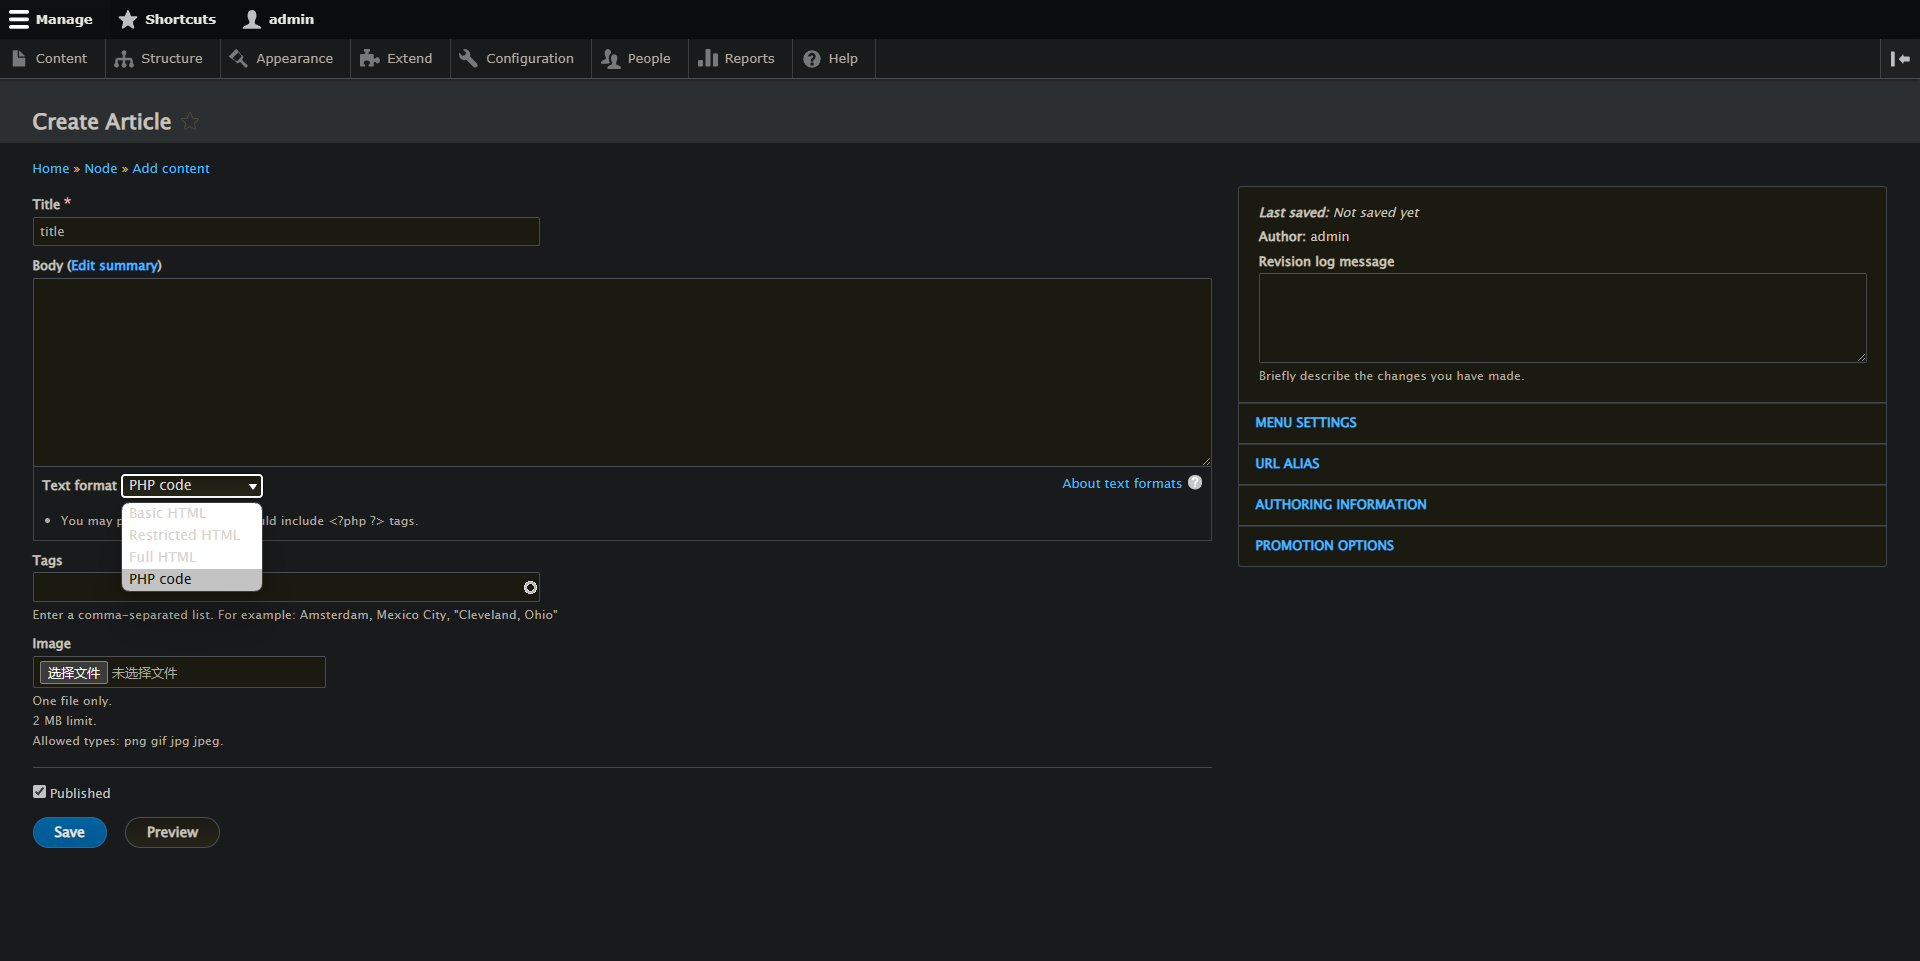 Manage Shortcuts admin
Content Structure Appearance Extend Configuration People Reports Help
Create Article
Home » Node » Add content
Title *
title
Body (Edit summary)
Text format PHP code
About text formats ?
Basic HTML
Restricted HTML
Full HTML
PHP code
You may p
uld include <?php ?> tags.
Tags
Enter a comma-separated list. For example: Amsterdam, Mexico City, "Cleveland, Ohio"
Image
选择文件 未选择文件
One file only.
2 MB limit.
Allowed types: png gif jpg jpeg.
Published
Save Preview
Last saved: Not saved yet
Author: admin
Revision log message
Briefly describe the changes you have made.
MENU SETTINGS
URL ALIAS
AUTHORING INFORMATION
PROMOTION OPTIONS